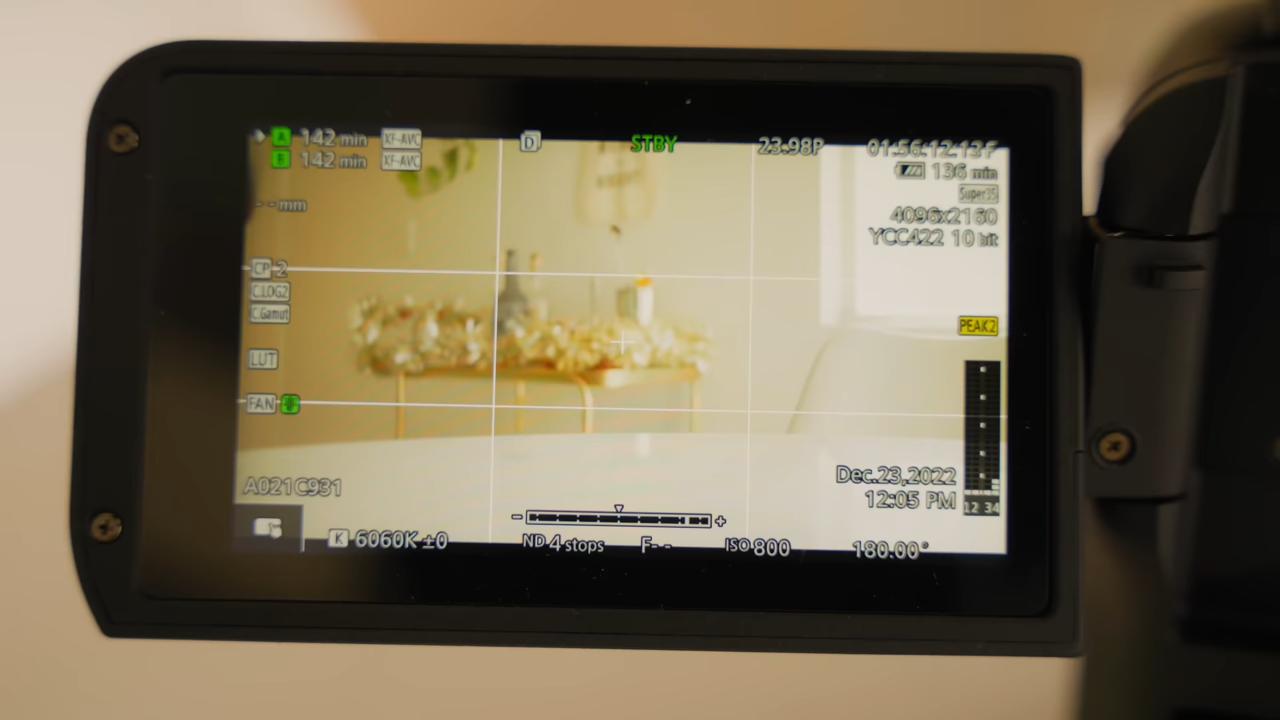 A 142 min XF-AVC D STBY 23.98P 01:56:12:13F
B 142 min XF-AVC 136 min
Super35
- - mm
4096x2160
YCC422 10 bit
CP 2
C.LOG2
C.Gamut
PEAK2
LUT
FAN
A021C931
Dec.23,2022
12:05 PM
12 34
- +
K 6060K ±0 ND 4 stops F- - ISO 800 180.00°